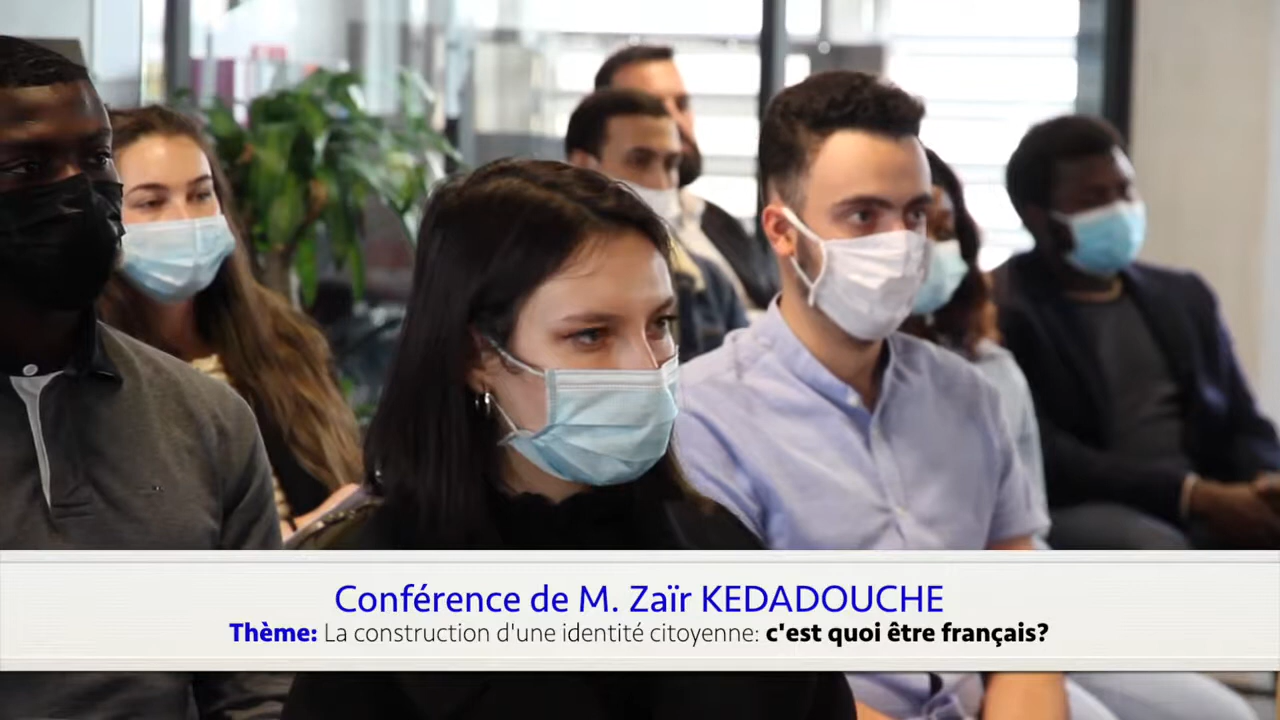 Conférence de M. Zaïr KEDADOUCHE
Thème: La construction d'une identité citoyenne: c'est quoi être français?